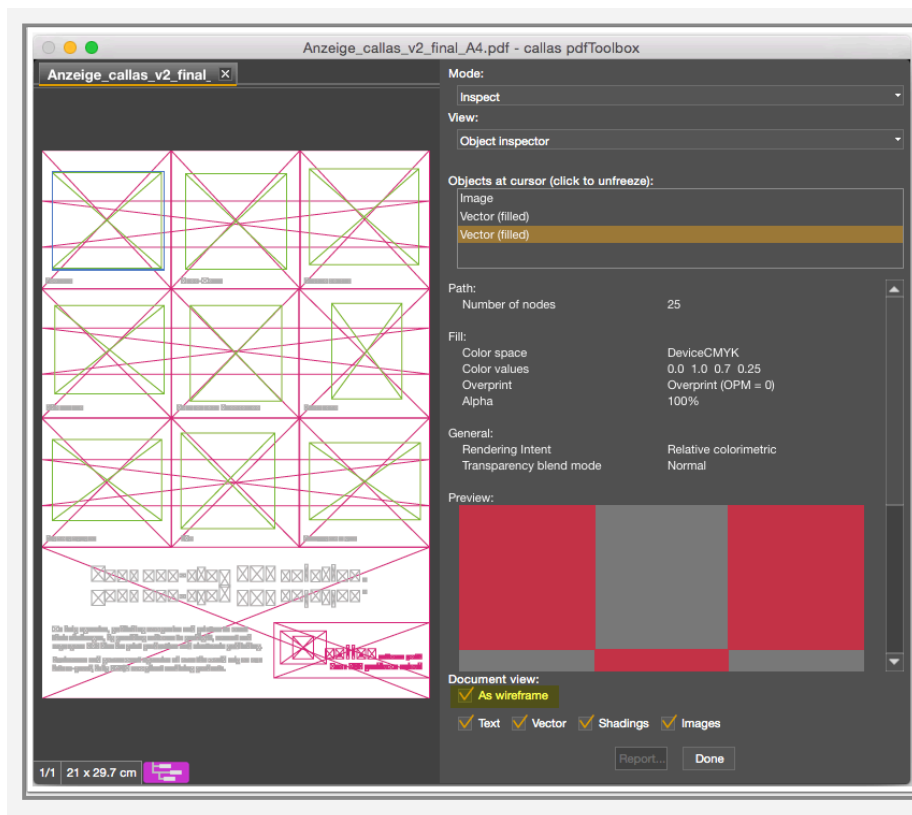 Anzeige_callas_v2_final_A4.pdf - callas pdfToolbox
Anzeige_callas_v2_final_
Mode:
Inspect
View:
Object inspector
Objects at cursor (click to unfreeze):
Image
Vector (filled)
Vector (filled)
Path:
Number of nodes 25
Fill:
Color space DeviceCMYK
Color values 0.0 1.0 0.7 0.25
Overprint Overprint (OPM = 0)
Alpha 100%
General:
Rendering Intent Relative colorimetric
Transparency blend mode Normal
Preview:
Document view:
As wireframe
Text Vector Shadings Images
Report... Done
1/1 21 x 29.7 cm